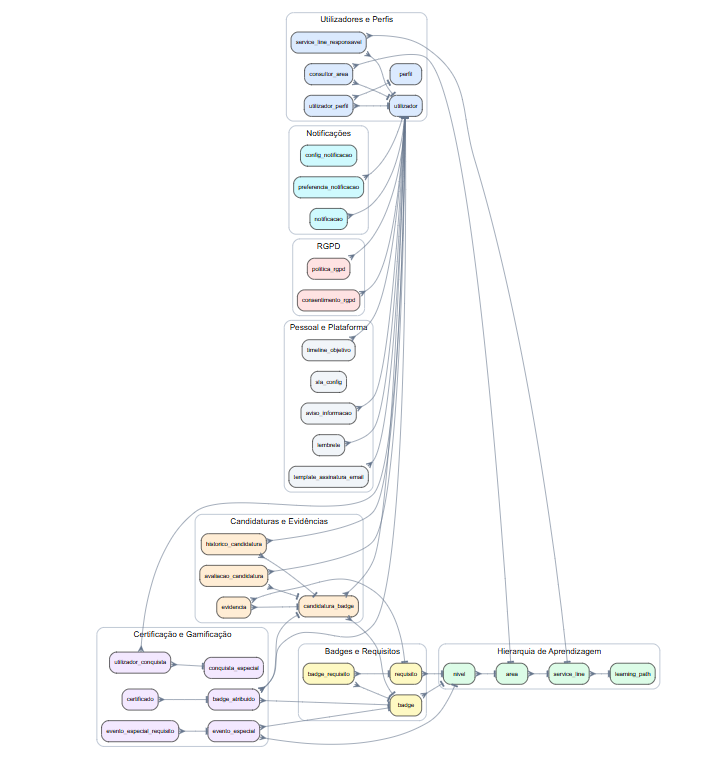 Utilizadores e Perfis
service_line_responsavel
consultor_area
perfil
utilizador_perfil
utilizador
Notificações
config_notificacao
preferencia_notificacao
notificacao
RGPD
politica_rgpd
consentimento_rgpd
Pessoal e Plataforma
timeline_objetivo
sla_config
aviso_informacao
lembrete
template_assinatura_email
Candidaturas e Evidências
historico_candidatura
avaliacao_candidatura
evidencia
candidatura_badge
Certificação e Gamificação
utilizador_conquista
conquista_especial
certificado
badge_atribuido
evento_especial_requisito
evento_especial
Badges e Requisitos
badge_requisito
requisito
badge
Hierarquia de Aprendizagem
nivel
area
service_line
learning_path